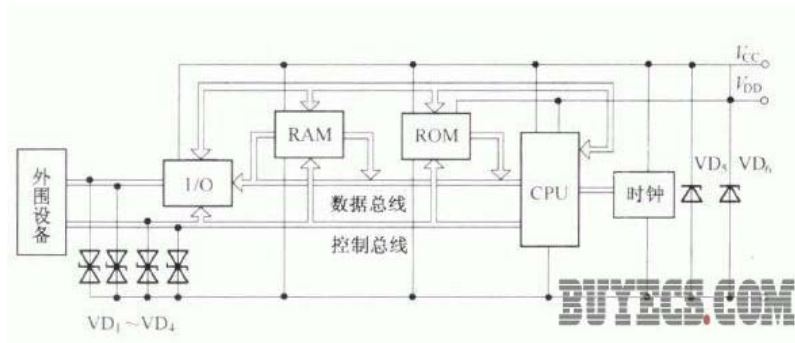 V_CC
V_DD
RAM
ROM
外围设备
I/O
CPU
时钟
VD₅
VD₆
数据总线
控制总线
VD₁~VD₄
BUYECS.COM